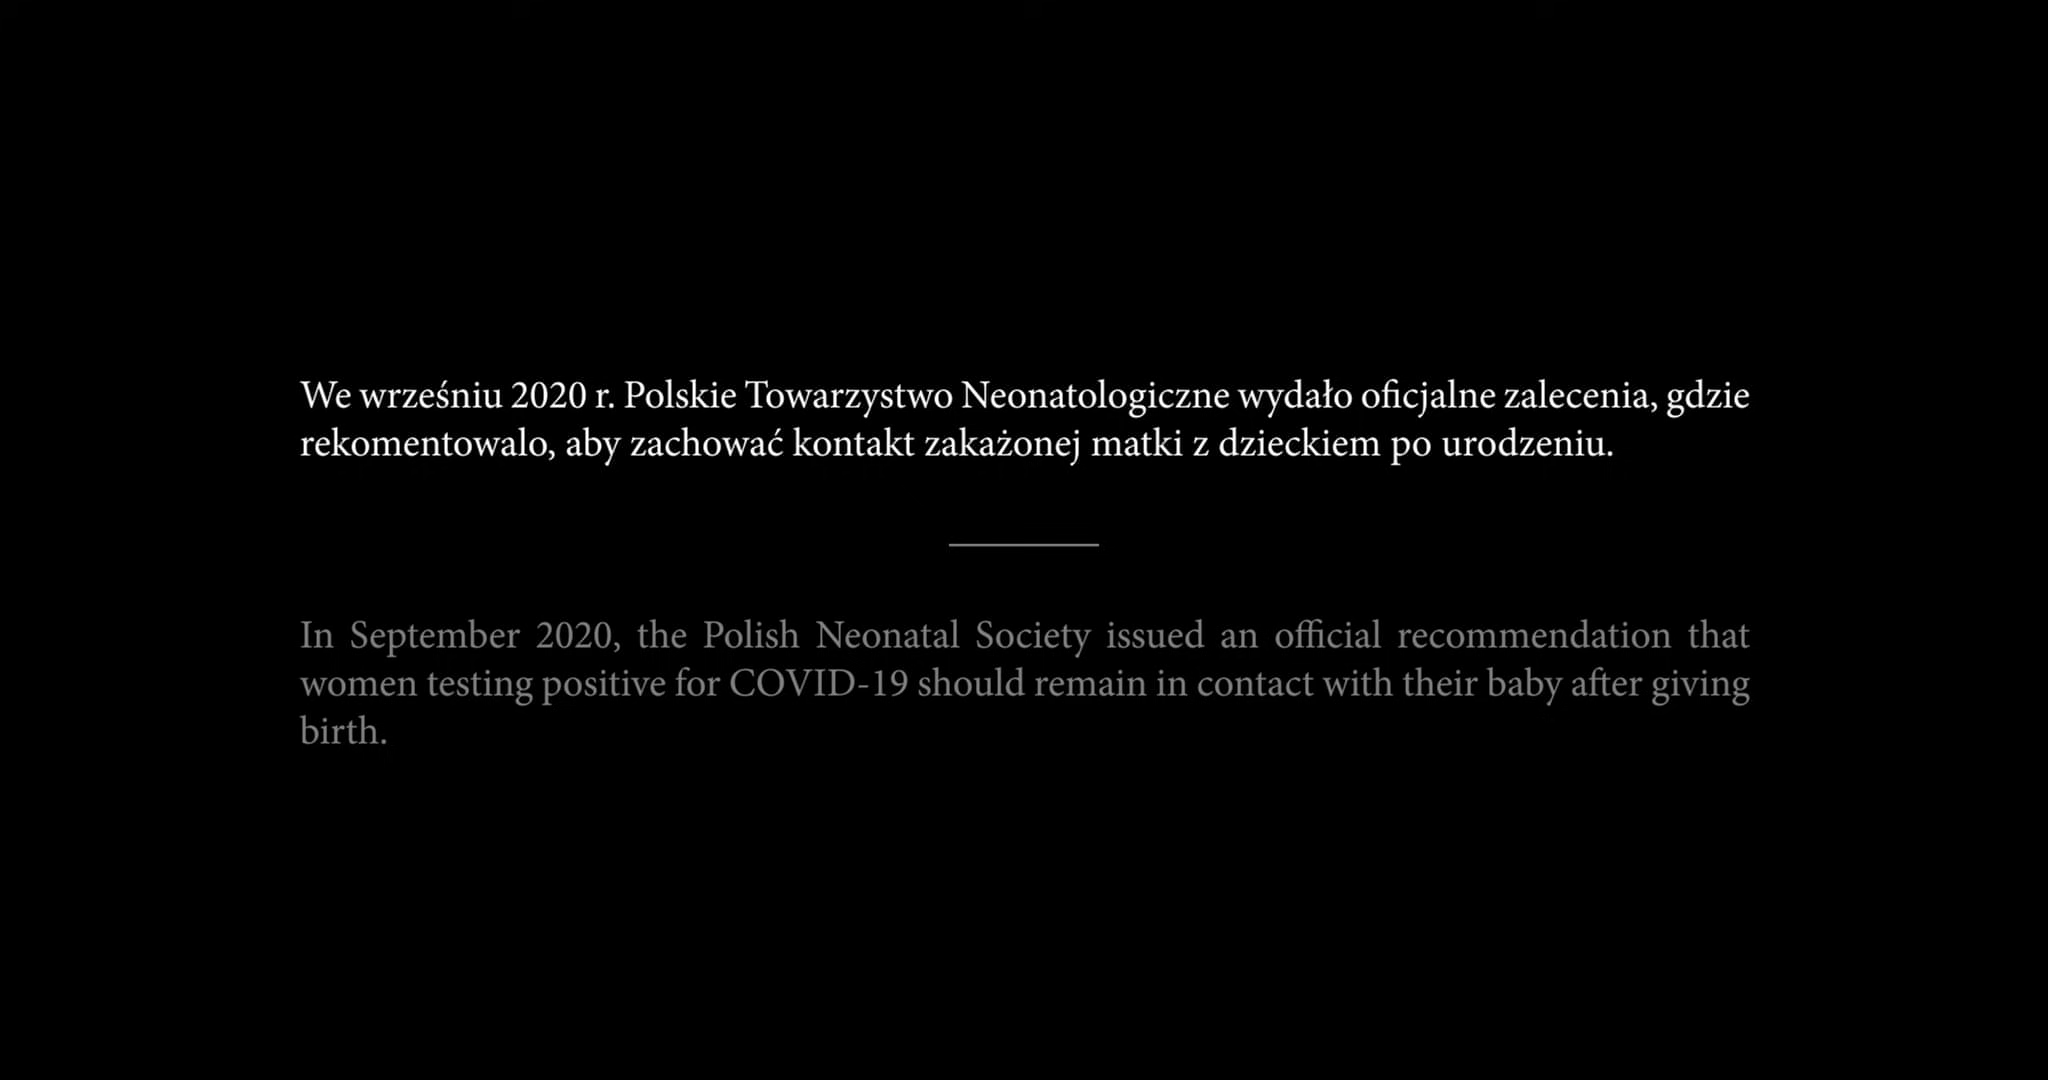 We wrześniu 2020 r. Polskie Towarzystwo Neonatologiczne wydało oficjalne zalecenia, gdzie
rekomentowalo, aby zachować kontakt zakażonej matki z dzieckiem po urodzeniu.
In September 2020, the Polish Neonatal Society issued an official recommendation that
women testing positive for COVID-19 should remain in contact with their baby after giving
birth.